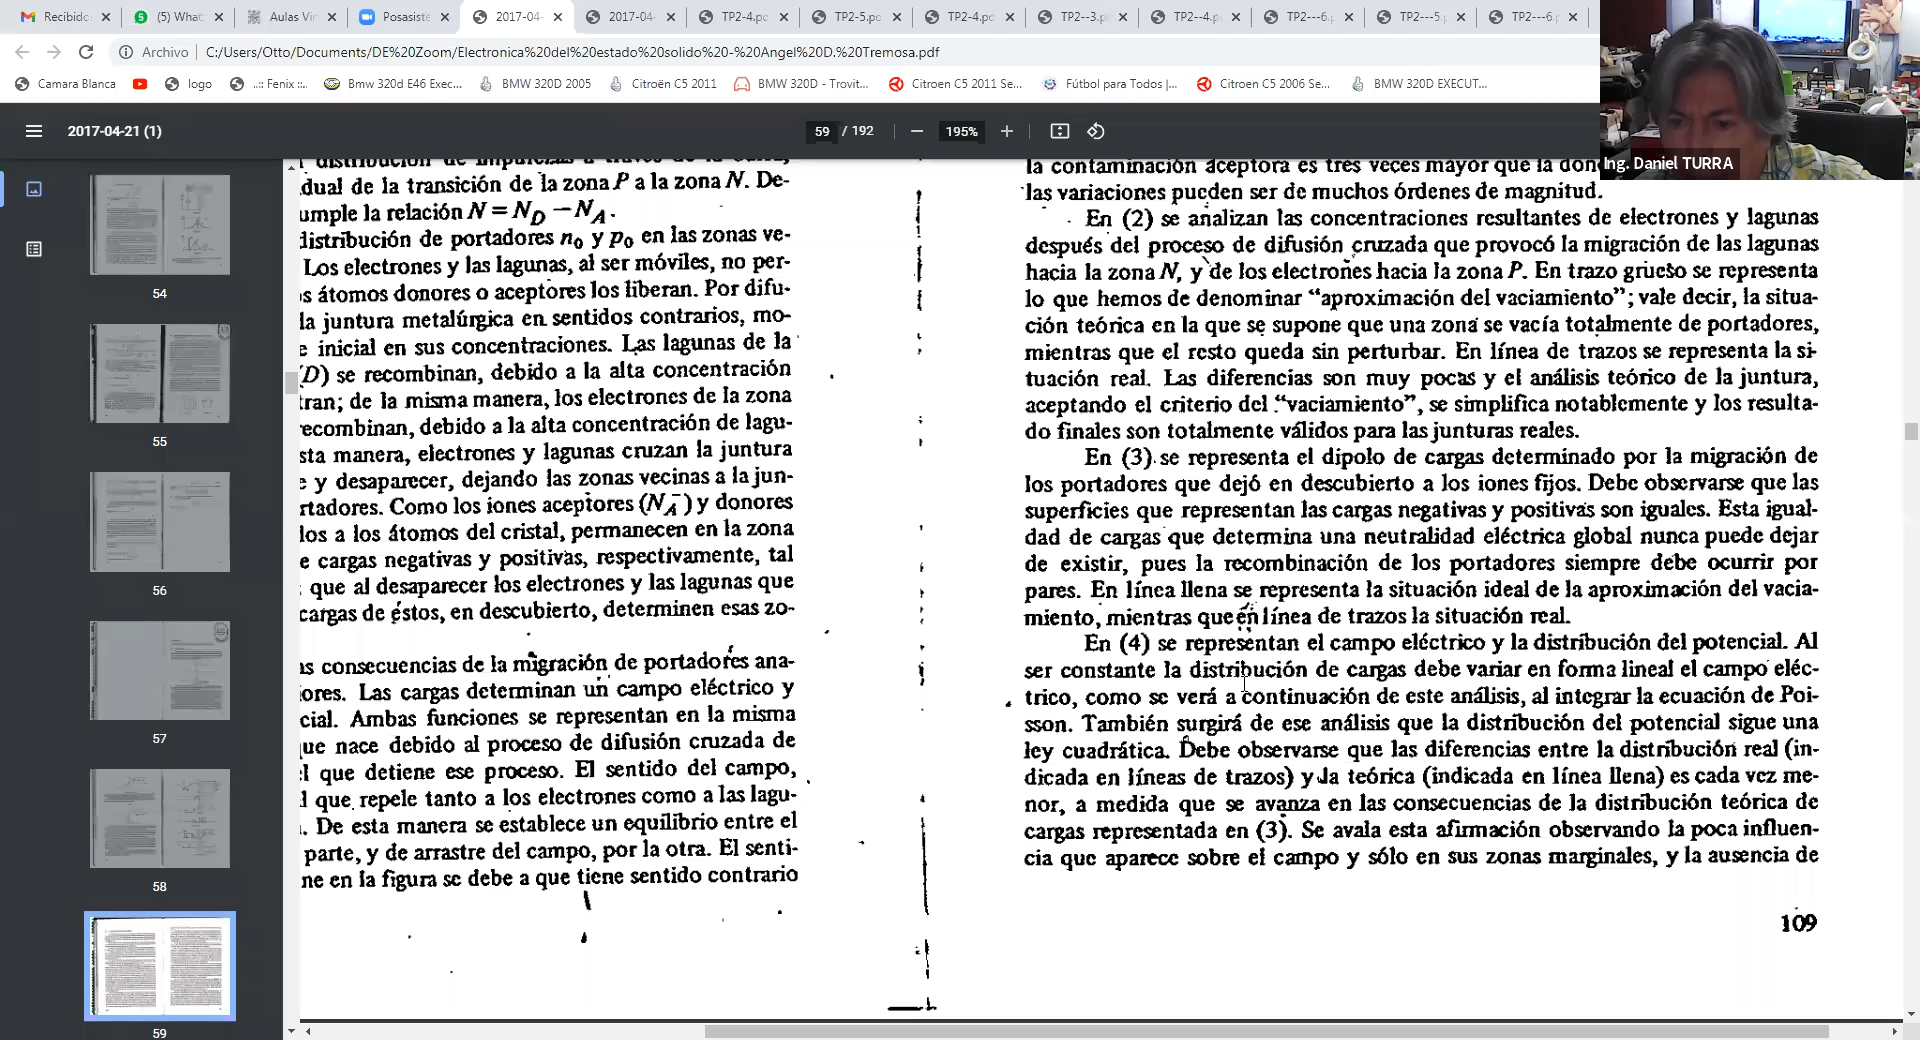 Recibido
(5) What
Aulas Vir
Posasiste
2017-04-
2017-04-
TP2-4.pc
TP2-5.pc
TP2-4.pc
TP2--3.p
TP2--4.p
TP2---6.p
TP2---5.p
TP2---6.p
Archivo | C:/Users/Otto/Documents/DE%20Zoom/Electronica%20del%20estado%20solido%20-%20Angel%20D.%20Tremosa.pdf
Camara Blanca
logo
..:: Fenix ::..
Bmw 320d E46 Exec...
BMW 320D 2005
Citroën C5 2011
BMW 320D - Trovit...
Citroen C5 2011 Se...
Fútbol para Todos |...
Citroen C5 2006 Se...
BMW 320D EXECUT...
2017-04-21 (1)
59 / 192
195%
Ing. Daniel TURRA
54
55
56
57
58
59
dual de la transición de la zona P a la zona N. De-
umple la relación N = ND − NA.
distribución de portadores n0 y p0 en las zonas ve-
Los electrones y las lagunas, al ser móviles, no per-
s átomos donores o aceptores los liberan. Por difu-
la juntura metalúrgica en sentidos contrarios, mo-
e inicial en sus concentraciones. Las lagunas de la
D) se recombinan, debido a la alta concentración
tran; de la misma manera, los electrones de la zona
recombinan, debido a la alta concentración de lagu-
sta manera, electrones y lagunas cruzan la juntura
e y desaparecer, dejando las zonas vecinas a la jun-
rtadores. Como los iones aceptores (NA−) y donores
los a los átomos del cristal, permanecen en la zona
e cargas negativas y positivas, respectivamente, tal
que al desaparecer los electrones y las lagunas que
cargas de éstos, en descubierto, determinen esas zo-
as consecuencias de la migración de portadores ana-
ores. Las cargas determinan un campo eléctrico y
cial. Ambas funciones se representan en la misma
ue nace debido al proceso de difusión cruzada de
l que detiene ese proceso. El sentido del campo,
l que repele tanto a los electrones como a las lagu-
. De esta manera se establece un equilibrio entre el
parte, y de arrastre del campo, por la otra. El senti-
ne en la figura se debe a que tiene sentido contrario
la contaminación aceptora es tres veces mayor que la don
las variaciones pueden ser de muchos órdenes de magnitud.
En (2) se analizan las concentraciones resultantes de electrones y lagunas
después del proceso de difusión cruzada que provocó la migración de las lagunas
hacia la zona N, y de los electrones hacia la zona P. En trazo grueso se representa
lo que hemos de denominar “aproximación del vaciamiento”; vale decir, la situa-
ción teórica en la que se supone que una zona se vacía totalmente de portadores,
mientras que el resto queda sin perturbar. En línea de trazos se representa la si-
tuación real. Las diferencias son muy pocas y el análisis teórico de la juntura,
aceptando el criterio del “vaciamiento”, se simplifica notablemente y los resulta-
do finales son totalmente válidos para las junturas reales.
En (3) se representa el dipolo de cargas determinado por la migración de
los portadores que dejó en descubierto a los iones fijos. Debe observarse que las
superficies que representan las cargas negativas y positivas son iguales. Esta igual-
dad de cargas que determina una neutralidad eléctrica global nunca puede dejar
de existir, pues la recombinación de los portadores siempre debe ocurrir por
pares. En línea llena se representa la situación ideal de la aproximación del vacia-
miento, mientras que en línea de trazos la situación real.
En (4) se representan el campo eléctrico y la distribución del potencial. Al
ser constante la distribución de cargas debe variar en forma lineal el campo eléc-
trico, como se verá a continuación de este análisis, al integrar la ecuación de Poi-
sson. También surgirá de ese análisis que la distribución del potencial sigue una
ley cuadrática. Debe observarse que las diferencias entre la distribución real (in-
dicada en líneas de trazos) y la teórica (indicada en línea llena) es cada vez me-
nor, a medida que se avanza en las consecuencias de la distribución teórica de
cargas representada en (3). Se avala esta afirmación observando la poca influen-
cia que aparece sobre el campo y sólo en sus zonas marginales, y la ausencia de
109